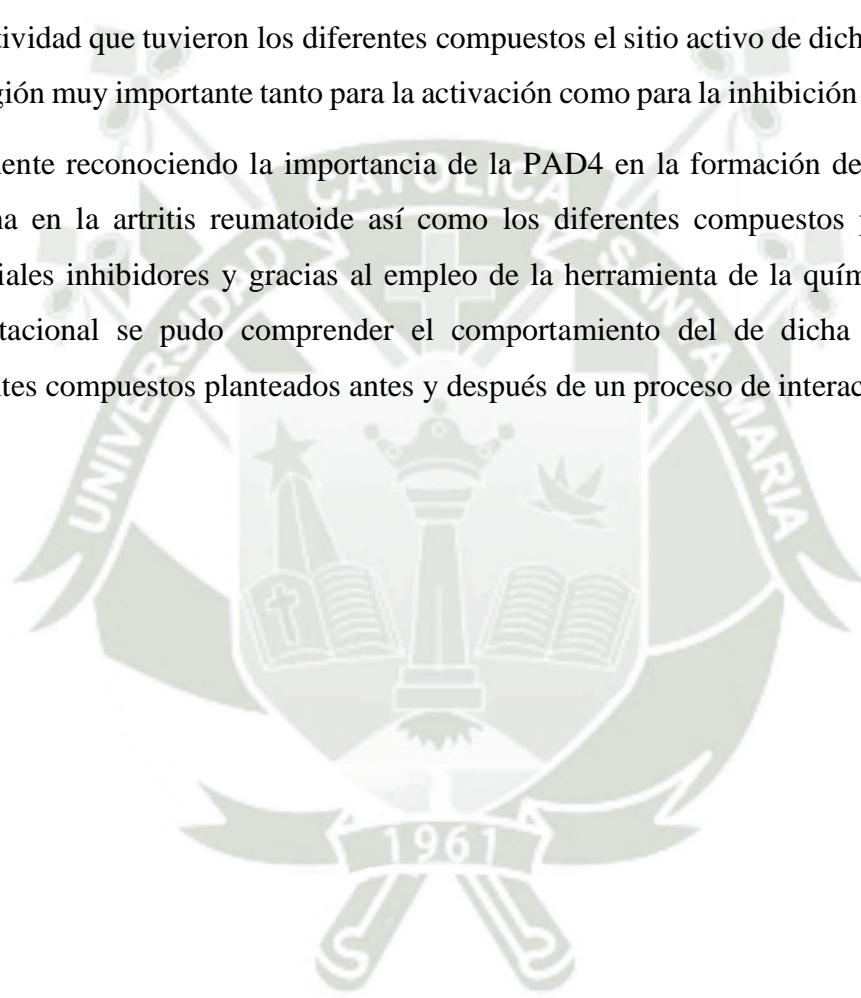 tividad que tuvieron los diferentes compuestos el sitio activo de dich
gión muy importante tanto para la activación como para la inhibición
ente reconociendo la importancia de la PAD4 en la formación de
na en la artritis reumatoide así como los diferentes compuestos p
iales inhibidores y gracias al empleo de la herramienta de la quím
tacional se pudo comprender el comportamiento del de dicha
ntes compuestos planteados antes y después de un proceso de interac
UNIVERSIDAD CATOLICA SANTA MARIA
1961